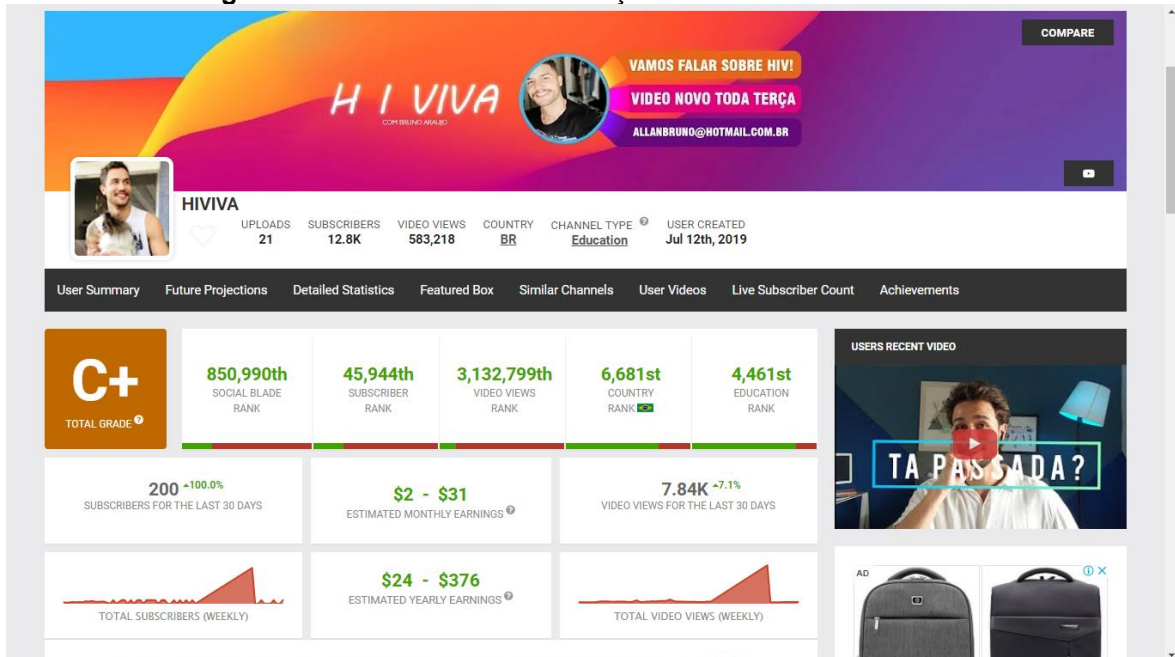 COMPARE
H I VIVA
COM BRUNO ARAUJO
VAMOS FALAR SOBRE HIV!
VIDEO NOVO TODA TERÇA
ALLANBRUNO@HOTMAIL.COM.BR
HIVIVA
UPLOADS SUBSCRIBERS VIDEO VIEWS COUNTRY CHANNEL TYPE USER CREATED
21 12.8K 583,218 BR Education Jul 12th, 2019
User Summary Future Projections Detailed Statistics Featured Box Similar Channels User Videos Live Subscriber Count Achievements
C+
TOTAL GRADE
850,990th 45,944th 3,132,799th 6,681st 4,461st
SOCIAL BLADE SUBSCRIBER VIDEO VIEWS COUNTRY EDUCATION
RANK RANK RANK RANK RANK
USERS RECENT VIDEO
TA PASSADA?
200 100.0%
SUBSCRIBERS FOR THE LAST 30 DAYS
$2 - $31
ESTIMATED MONTHLY EARNINGS
7.84K 7.1%
VIDEO VIEWS FOR THE LAST 30 DAYS
TOTAL SUBSCRIBERS (WEEKLY)
$24 - $376
ESTIMATED YEARLY EARNINGS
TOTAL VIDEO VIEWS (WEEKLY)
AD
hp